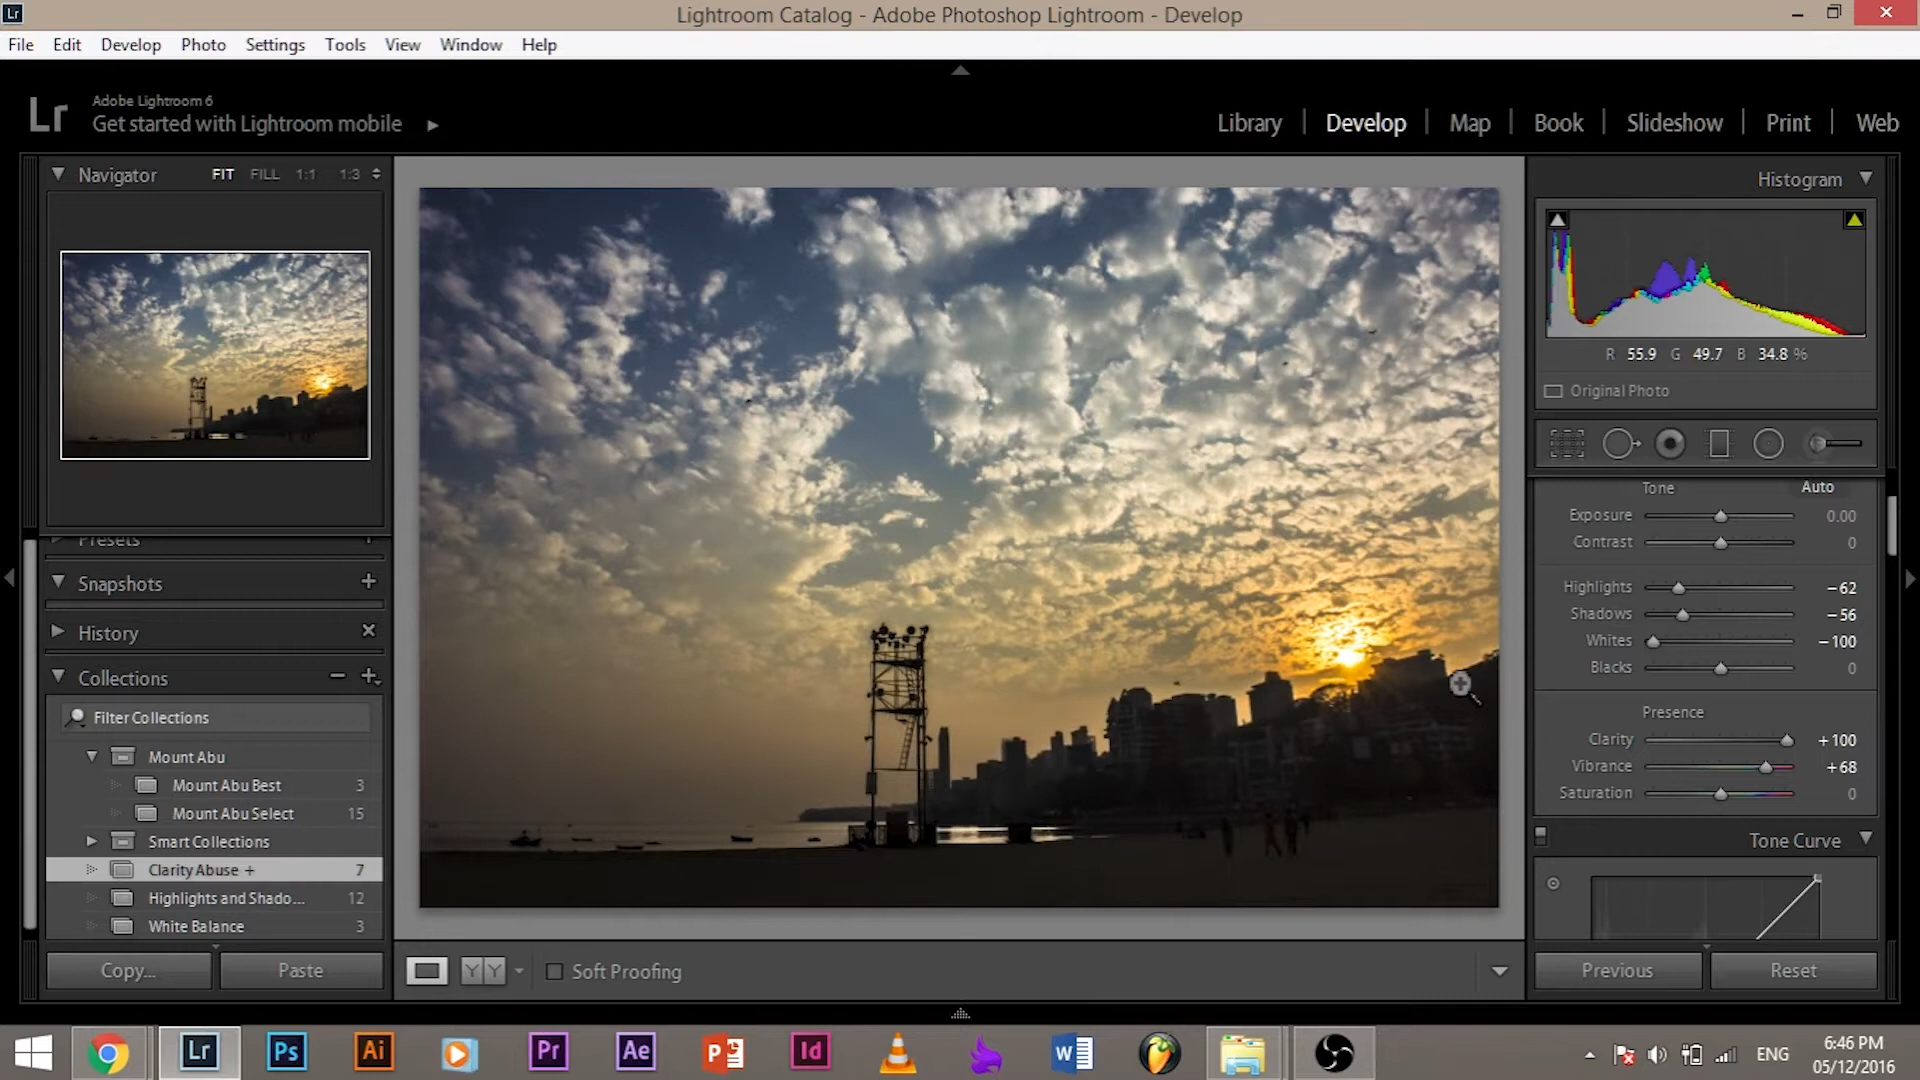 Lr
Lightroom Catalog - Adobe Photoshop Lightroom - Develop
File Edit Develop Photo Settings Tools View Window Help
Lr
Adobe Lightroom 6
Get started with Lightroom mobile
Library Develop Map Book Slideshow Print Web
Navigator FIT FILL 1:1 1:3
Presets
Snapshots
History
Collections
Filter Collections
Mount Abu
Mount Abu Best 3
Mount Abu Select 15
Smart Collections
Clarity Abuse + 7
Highlights and Shado... 12
White Balance 3
Copy... Paste
YY Soft Proofing
Histogram
R 55.9 G 49.7 B 34.8 %
Original Photo
Tone Auto
Exposure 0.00
Contrast 0
Highlights −62
Shadows −56
Whites −100
Blacks 0
Presence
Clarity +100
Vibrance +68
Saturation 0
Tone Curve
Previous Reset
Lr Ps Ai Pr Ae P Id W
ENG
6:46 PM
05/12/2016